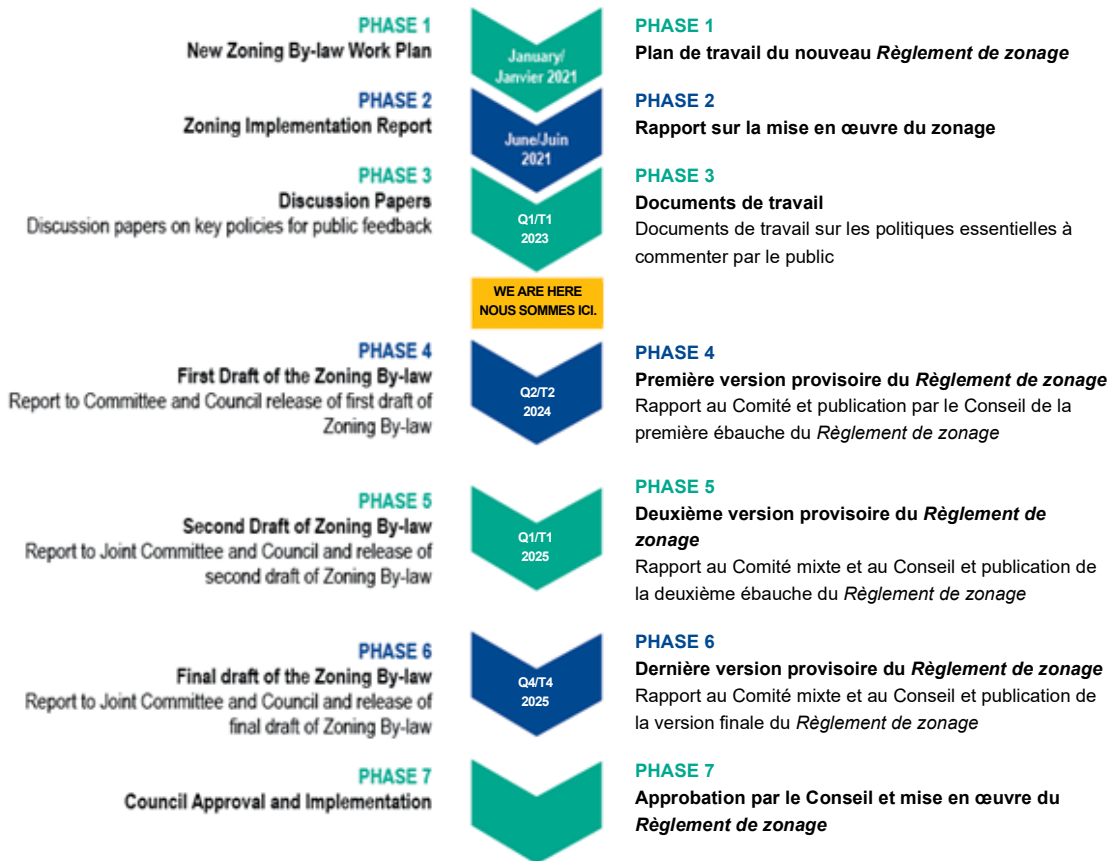 PHASE 1
New Zoning By-law Work Plan
January/
Janvier 2021
PHASE 1
Plan de travail du nouveau Règlement de zonage
PHASE 2
Zoning Implementation Report
June/Juin
2021
PHASE 2
Rapport sur la mise en œuvre du zonage
PHASE 3
Discussion Papers
Discussion papers on key policies for public feedback
Q1/T1
2023
PHASE 3
Documents de travail
Documents de travail sur les politiques essentielles à
commenter par le public
WE ARE HERE
NOUS SOMMES ICI.
PHASE 4
First Draft of the Zoning By-law
Report to Committee and Council release of first draft of
Zoning By-law
Q2/T2
2024
PHASE 4
Première version provisoire du Règlement de zonage
Rapport au Comité et publication par le Conseil de la
première ébauche du Règlement de zonage
PHASE 5
Second Draft of Zoning By-law
Report to Joint Committee and Council and release of
second draft of Zoning By-law
Q1/T1
2025
PHASE 5
Deuxième version provisoire du Règlement de
zonage
Rapport au Comité mixte et au Conseil et publication de
la deuxième ébauche du Règlement de zonage
PHASE 6
Final draft of the Zoning By-law
Report to Joint Committee and Council and release of
final draft of Zoning By-law
Q4/T4
2025
PHASE 6
Dernière version provisoire du Règlement de zonage
Rapport au Comité mixte et au Conseil et publication de
la version finale du Règlement de zonage
PHASE 7
Council Approval and Implementation
PHASE 7
Approbation par le Conseil et mise en œuvre du
Règlement de zonage